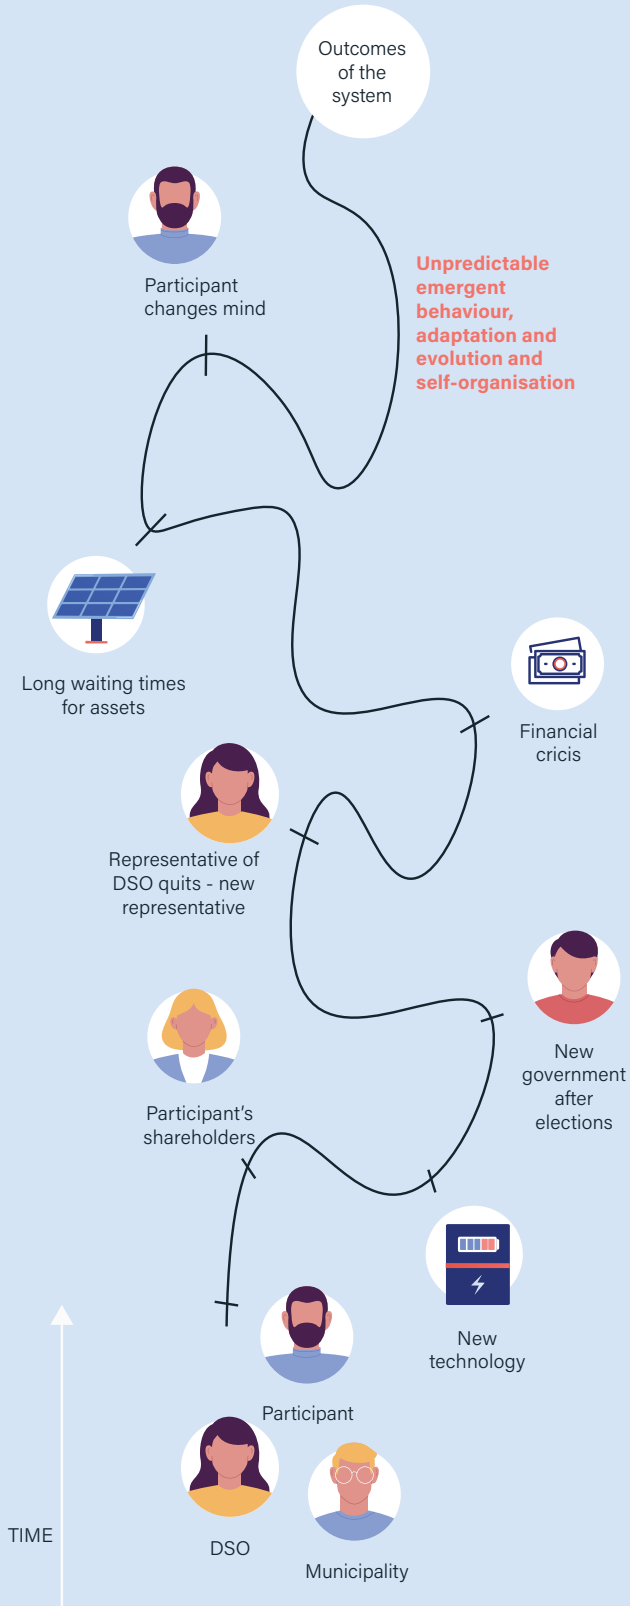 Outcomes
of the
system
Participant
changes mind
Unpredictable
emergent
behaviour,
adaptation and
evolution and
self-organisation
Long waiting times
for assets
Financial
cricis
Representative of
DSO quits - new
representative
New
government
after
elections
Participant's
shareholders
New
technology
Participant
TIME
DSO
Municipality